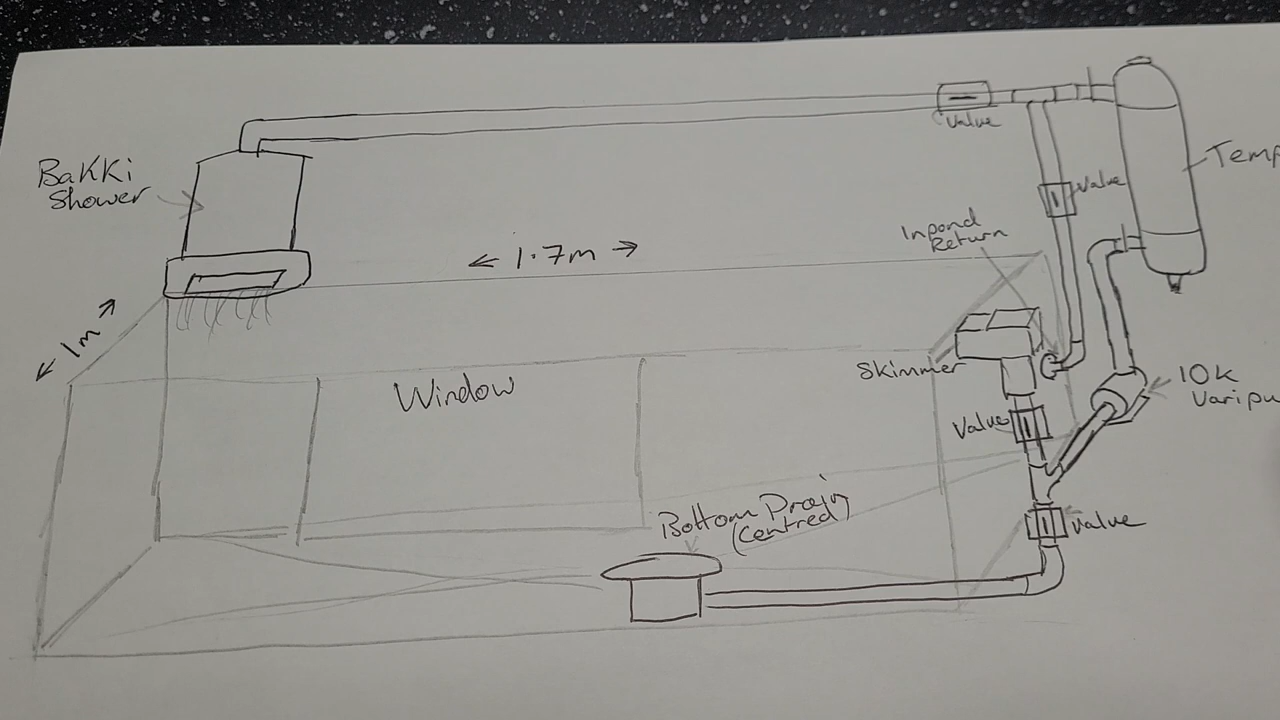 Valve
BaKKi
Shower
Temp
Valve
Inpond
Return
← 1.7m →
← 1m →
Skimmer
10K
Varipu
Window
Valve
Bottom Drain
(Centred)
Valve